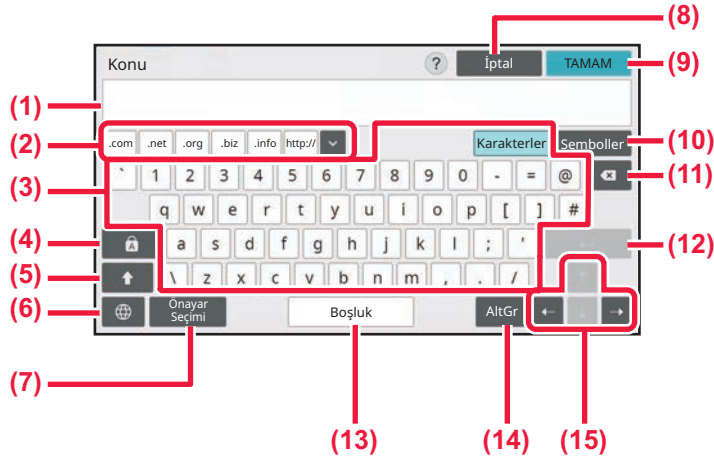 (8)
Konu ? İptal TAMAM (9)
(1)
(2) .com .net .org .biz .info http:// Karakterler Semboller (10)
(3) ` 1 2 3 4 5 6 7 8 9 0 - = @ (11)
q w e r t y u i o p [ ] #
(4) A a s d f g h j k l ; ' (12)
(5) \ z x c v b n m , . /
(6) Önayar
Seçimi Boşluk AltGr
(7) (13) (14) (15)